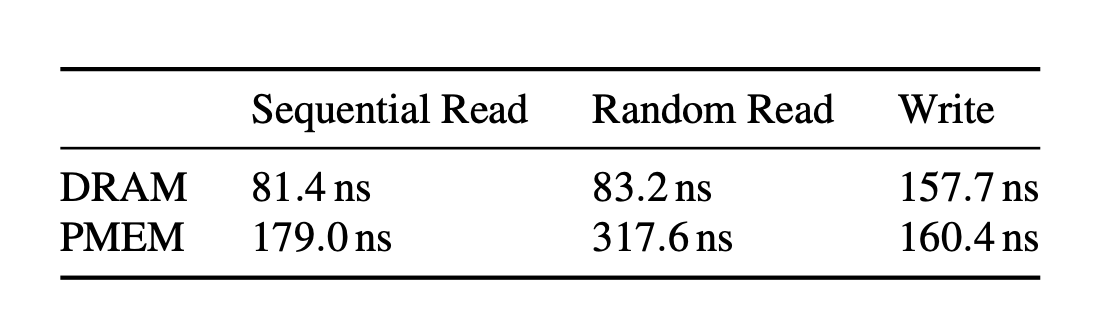 Sequential Read Random Read Write
DRAM 81.4 ns 83.2 ns 157.7 ns
PMEM 179.0 ns 317.6 ns 160.4 ns